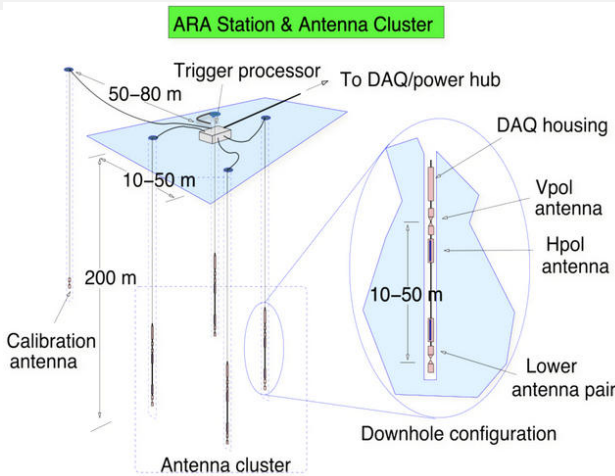 ARA Station & Antenna Cluster
Trigger processor
To DAQ/power hub
50–80 m
DAQ housing
10–50 m
Vpol
antenna
Hpol
antenna
200 m
10–50 m
Calibration
antenna
Lower
antenna pair
Antenna cluster
Downhole configuration